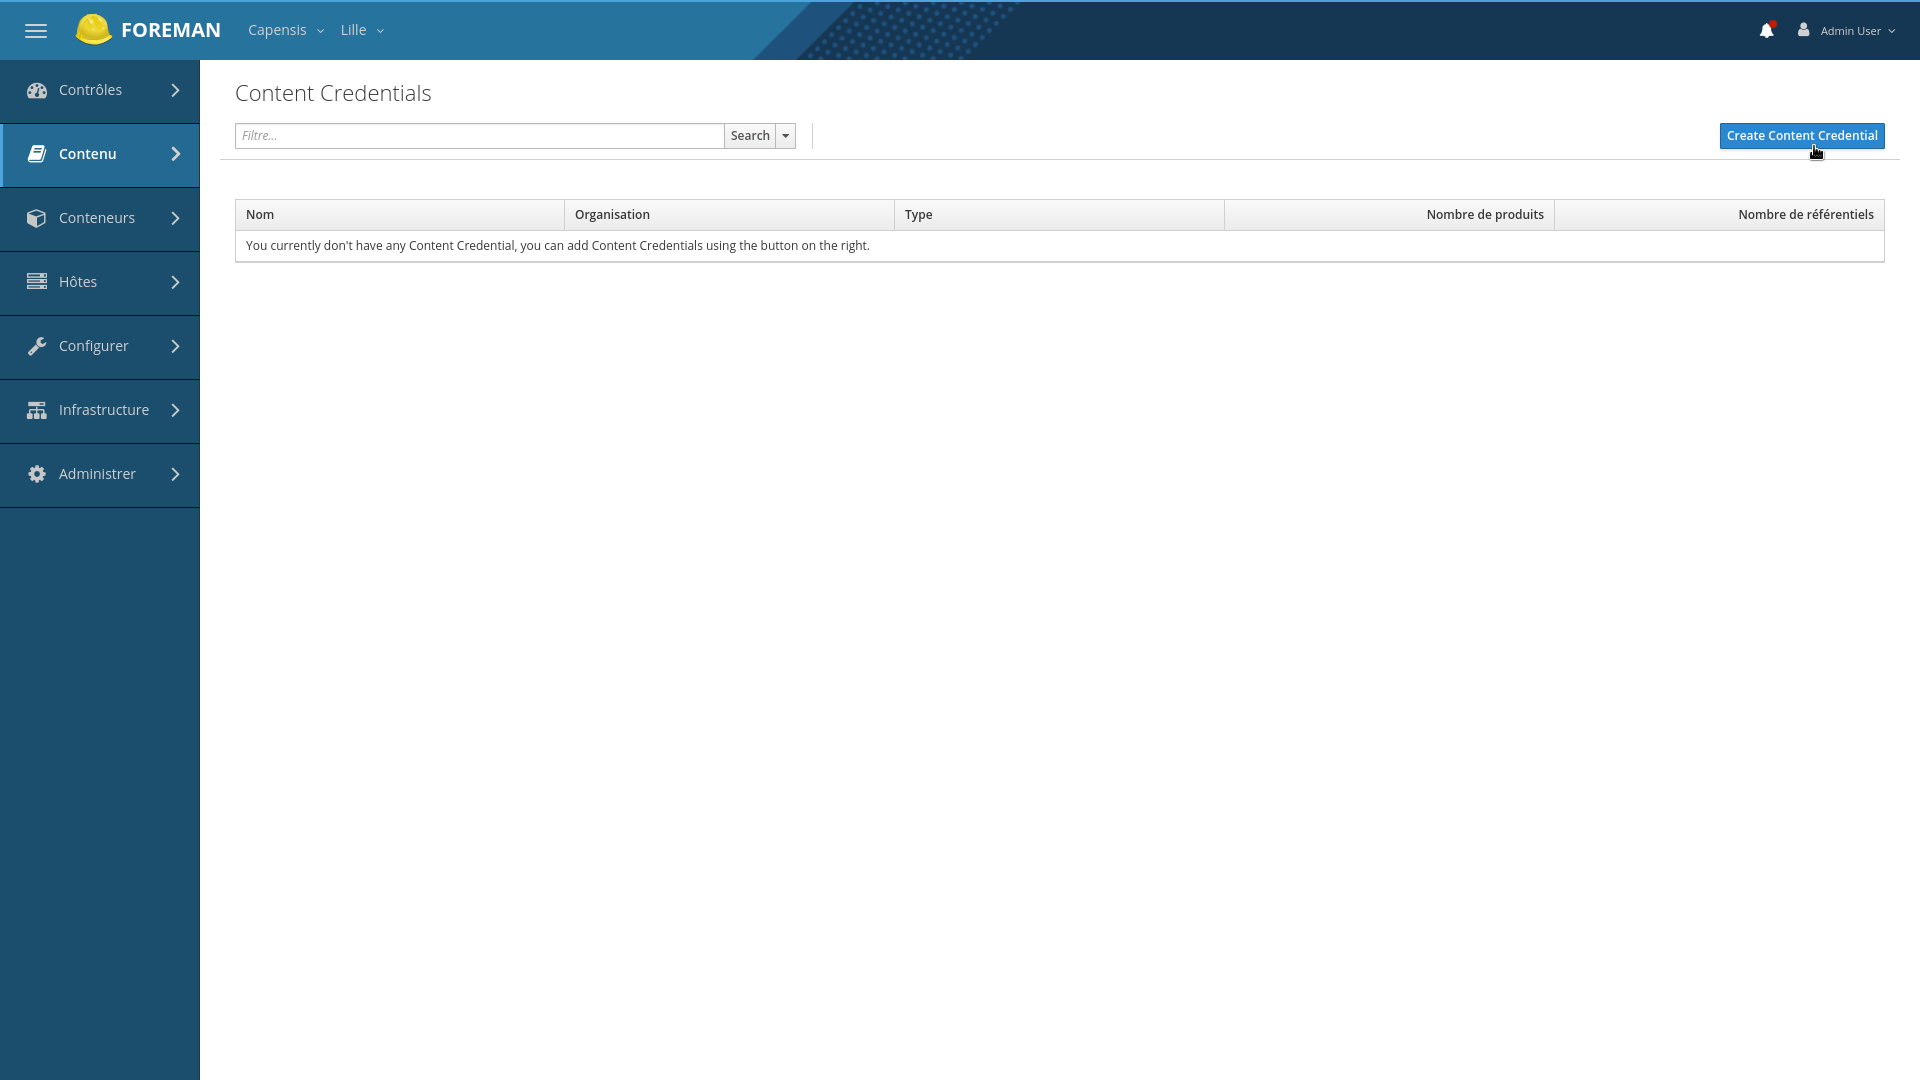 FOREMAN
Capensis
Lille
Admin User
Contrôles
Contenu
Conteneurs
Hôtes
Configurer
Infrastructure
Administrer
Content Credentials
Filtre...
Search
Create Content Credential
Nom
Organisation
Type
Nombre de produits
Nombre de référentiels
You currently don't have any Content Credential, you can add Content Credentials using the button on the right.